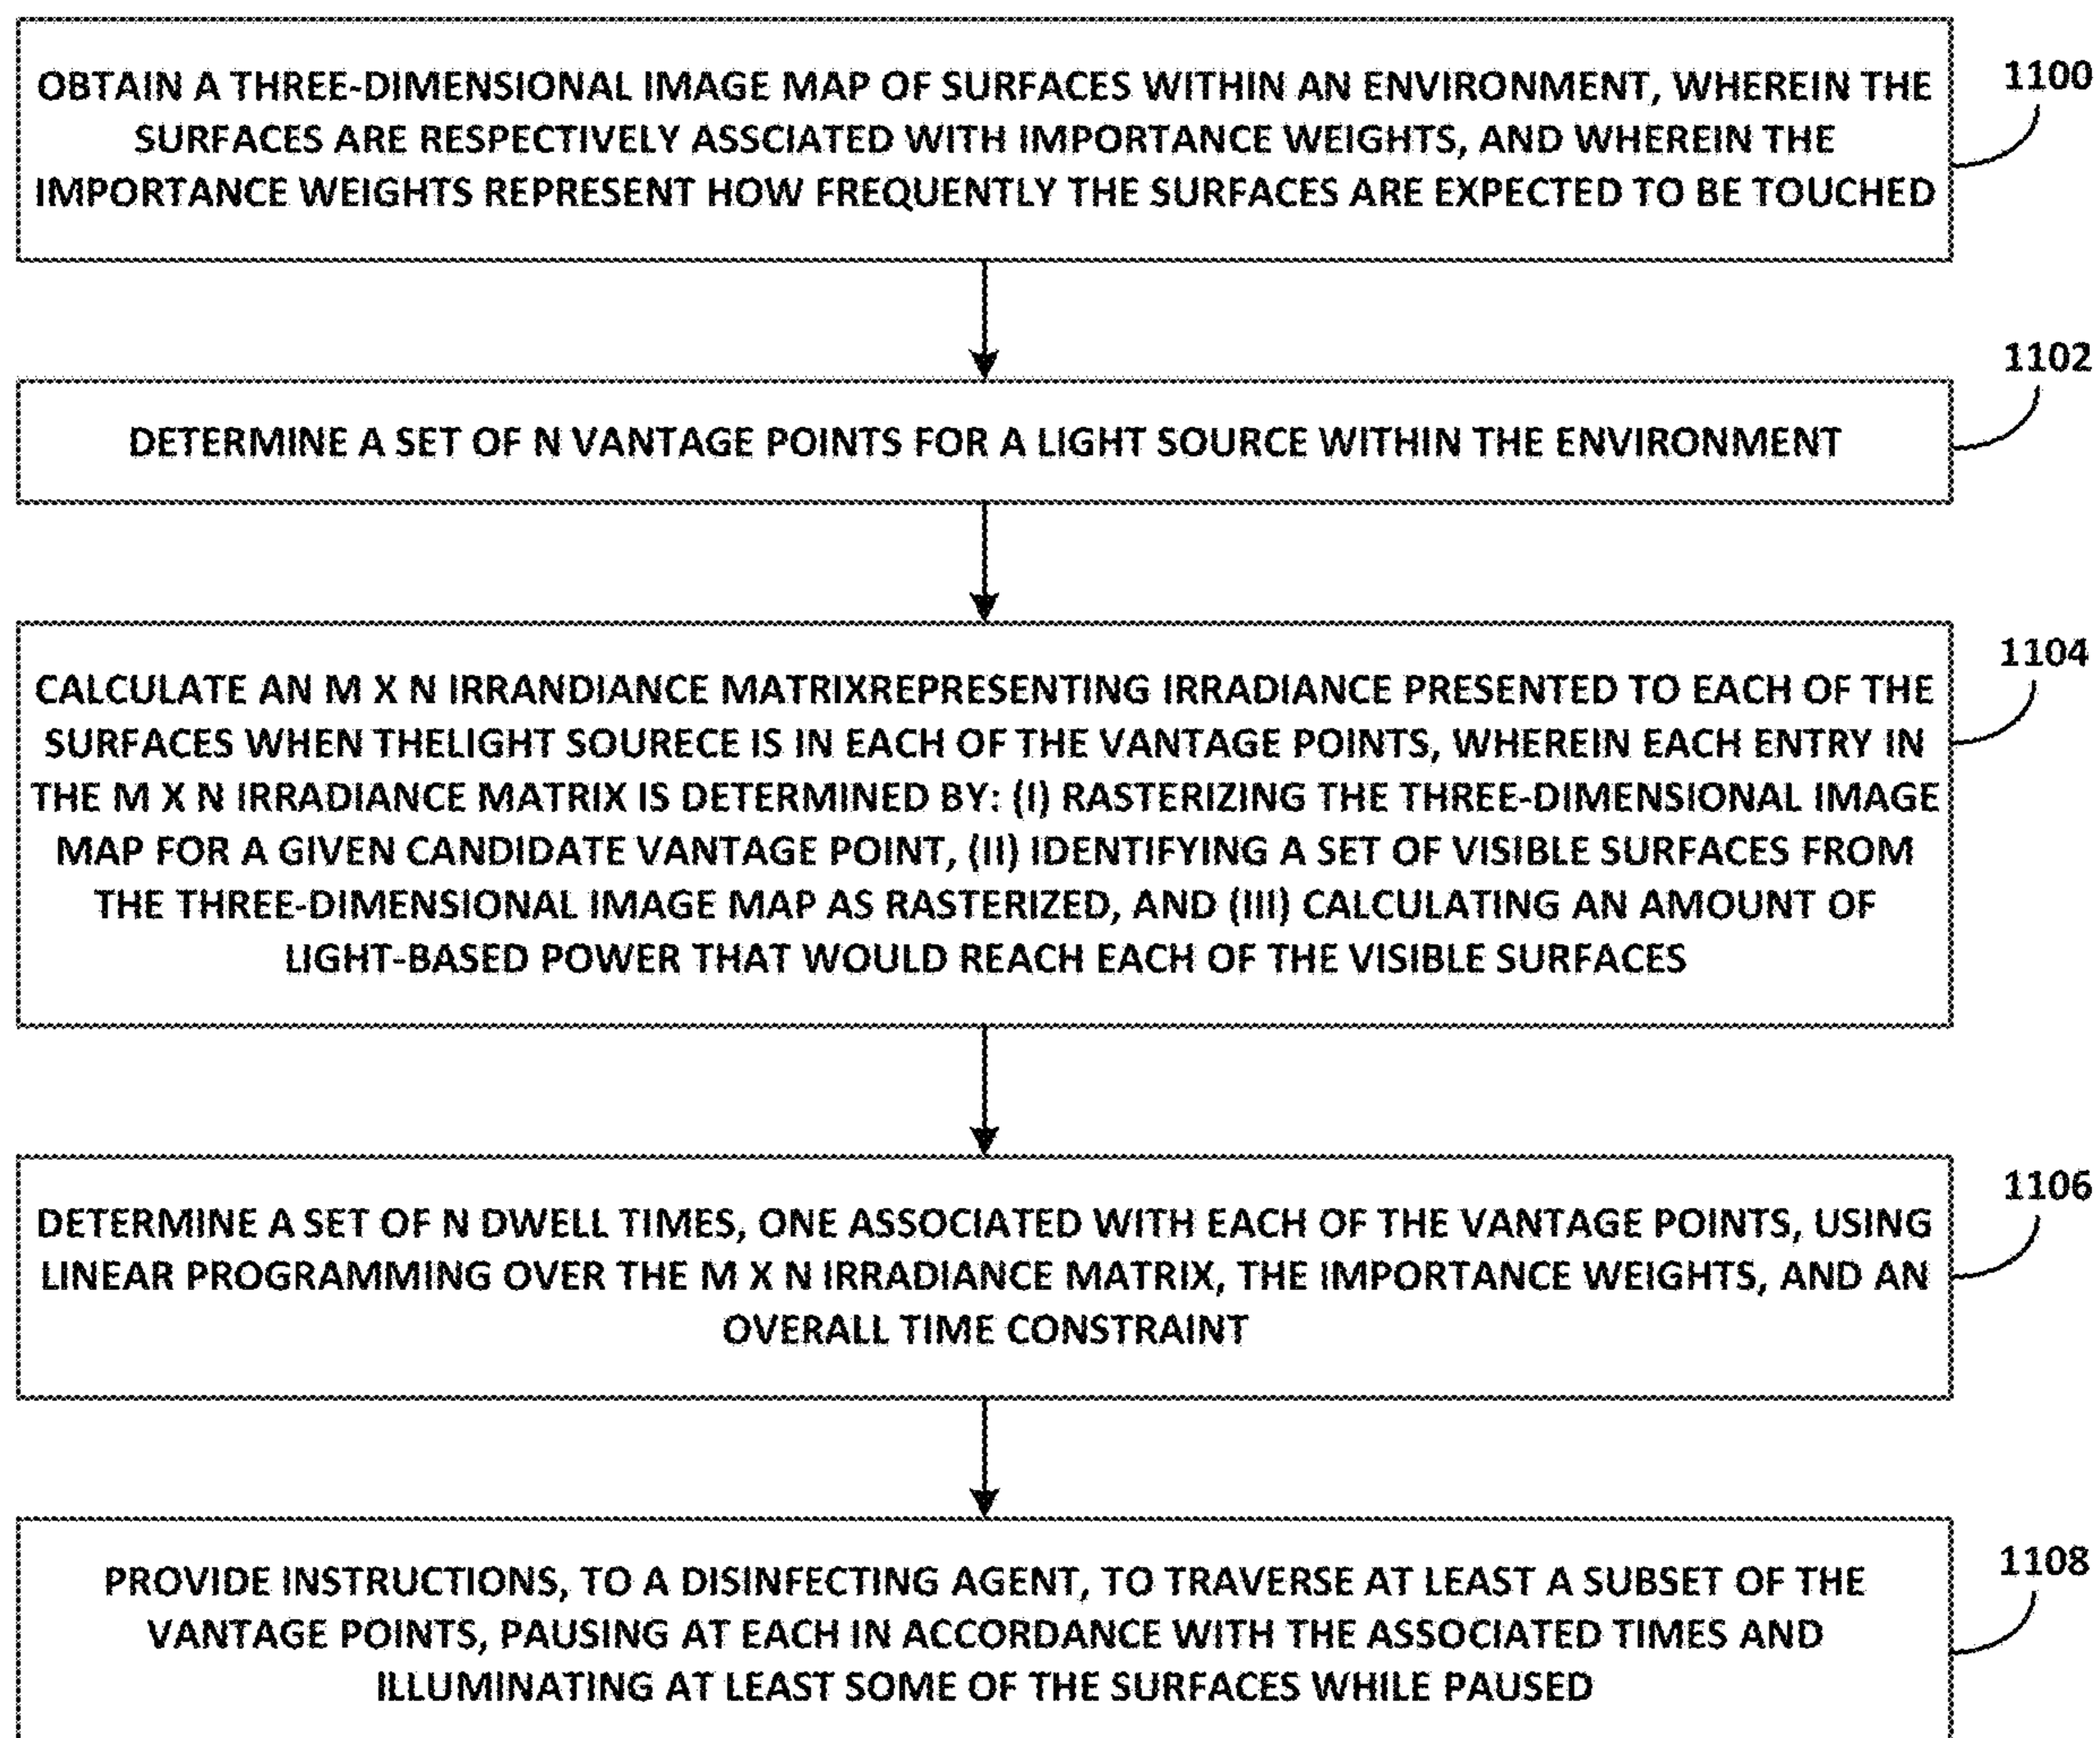 OBTAIN A THREE-DIMENSIONAL IMAGE MAP OF SURFACES WITHIN AN ENVIRONMENT, WHEREIN THE
SURFACES ARE RESPECTIVELY ASSCIATED WITH IMPORTANCE WEIGHTS, AND WHEREIN THE
IMPORTANCE WEIGHTS REPRESENT HOW FREQUENTLY THE SURFACES ARE EXPECTED TO BE TOUCHED
1100
DETERMINE A SET OF N VANTAGE POINTS FOR A LIGHT SOURCE WITHIN THE ENVIRONMENT
1102
CALCULATE AN M X N IRRANDIANCE MATRIXREPRESENTING IRRADIANCE PRESENTED TO EACH OF THE
SURFACES WHEN THELIGHT SOURECE IS IN EACH OF THE VANTAGE POINTS, WHEREIN EACH ENTRY IN
THE M X N IRRADIANCE MATRIX IS DETERMINED BY: (I) RASTERIZING THE THREE-DIMENSIONAL IMAGE
MAP FOR A GIVEN CANDIDATE VANTAGE POINT, (II) IDENTIFYING A SET OF VISIBLE SURFACES FROM
THE THREE-DIMENSIONAL IMAGE MAP AS RASTERIZED, AND (III) CALCULATING AN AMOUNT OF
LIGHT-BASED POWER THAT WOULD REACH EACH OF THE VISIBLE SURFACES
1104
DETERMINE A SET OF N DWELL TIMES, ONE ASSOCIATED WITH EACH OF THE VANTAGE POINTS, USING
LINEAR PROGRAMMING OVER THE M X N IRRADIANCE MATRIX, THE IMPORTANCE WEIGHTS, AND AN
OVERALL TIME CONSTRAINT
1106
PROVIDE INSTRUCTIONS, TO A DISINFECTING AGENT, TO TRAVERSE AT LEAST A SUBSET OF THE
VANTAGE POINTS, PAUSING AT EACH IN ACCORDANCE WITH THE ASSOCIATED TIMES AND
ILLUMINATING AT LEAST SOME OF THE SURFACES WHILE PAUSED
1108